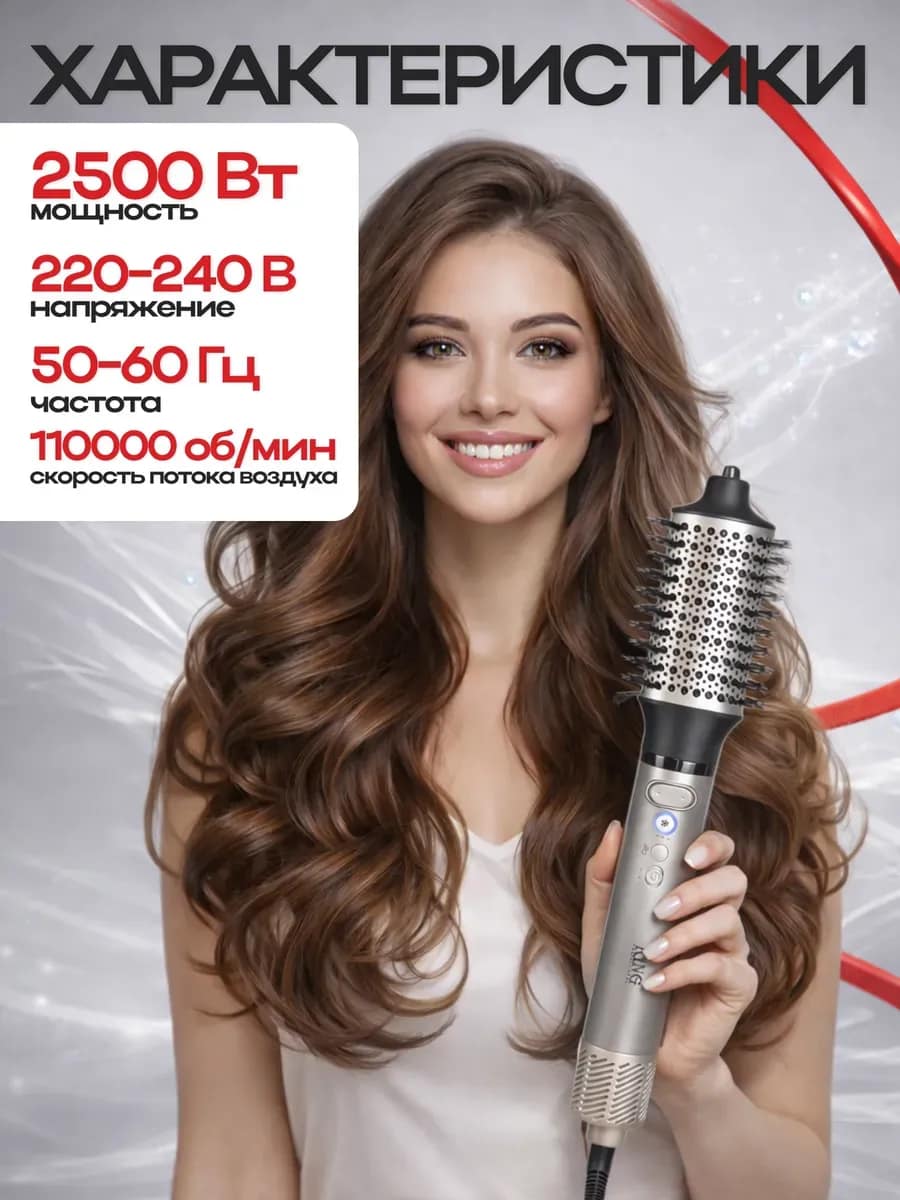 ХАРАКТЕРИСТИКИ
2500 Вт
мощность
220-240 В
напряжение
50-60 Гц
частота
110000 об/мин
скорость потока воздуха